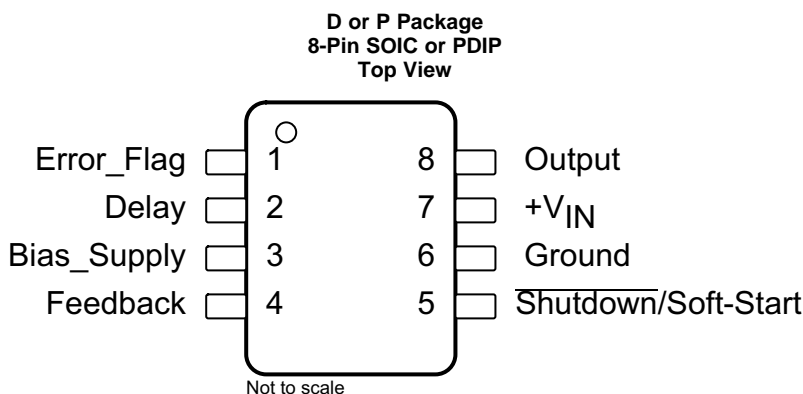 D or P Package
8-Pin SOIC or PDIP
Top View
Error_Flag 1 8 Output
Delay 2 7 +VIN
Bias_Supply 3 6 Ground
Feedback 4 5 Shutdown/Soft-Start
Not to scale